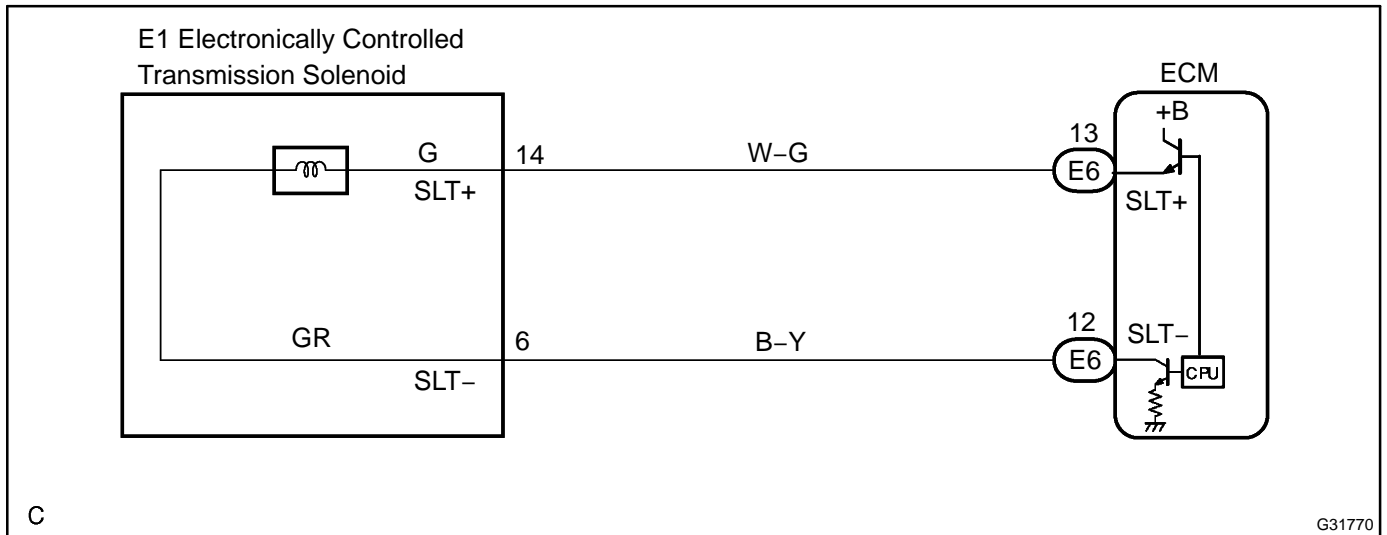 E1 Electronically Controlled
Transmission Solenoid
ECM
+B
G
14
W–G
13
E6
SLT+
SLT+
GR
6
B–Y
12
E6
SLT–
SLT–
CPU
C
G31770